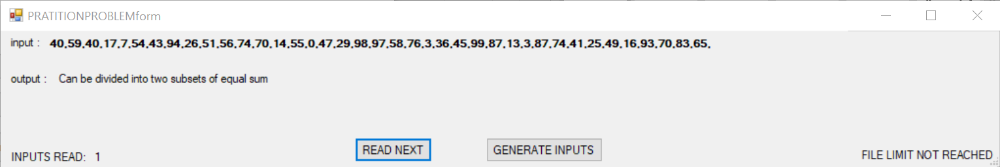 PRATITIONPROBLEMform
input : 40,59,40,17,7,54,43,94,26,51,56,74,70,14,55,0,47,29,98,97,58,76,3,36,45,99,87,13,3,87,74,41,25,49,16,93,70,83,65,
output : Can be divided into two subsets of equal sum
READ NEXT GENERATE INPUTS
INPUTS READ: 1 FILE LIMIT NOT REACHED